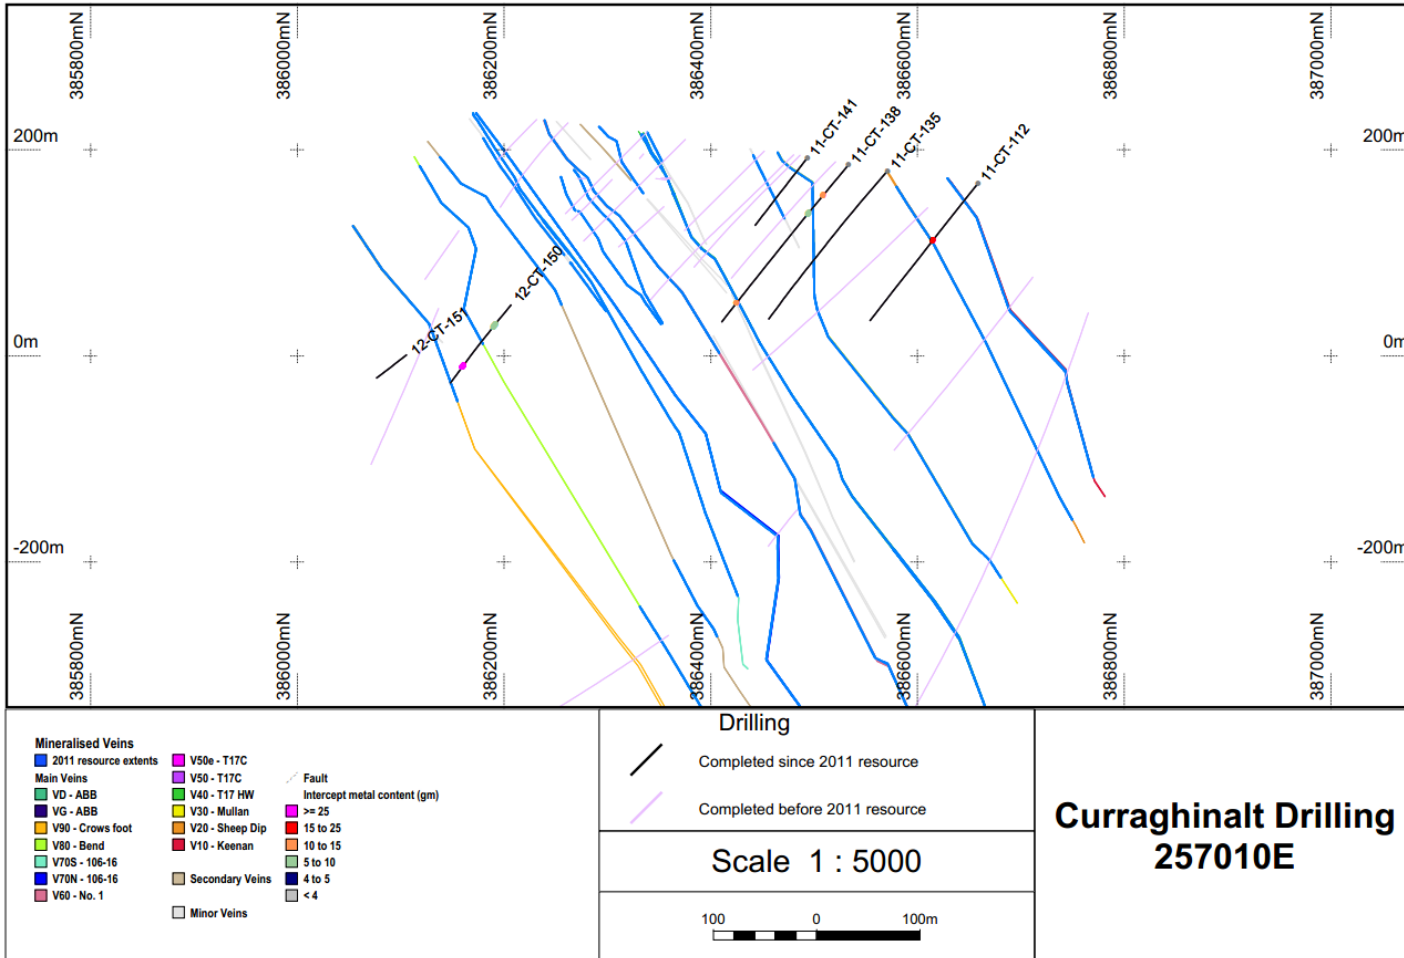 385800mN
386000mN
386200mN
386400mN
386600mN
386800mN
387000mN
200m
200m
11-CT-141
11-CT-138
11-CT-135
11-CT-112
12-CT-150
12-CT-151
0m
0m
-200m
-200m
385800mN
386000mN
386200mN
386400mN
386600mN
386800mN
387000mN
Mineralised Veins
2011 resource extents
Main Veins
VD - ABB
VG - ABB
V90 - Crows foot
V80 - Bend
V70S - 106-16
V70N - 106-16
V60 - No. 1
V50e - T17C
V50 - T17C
V40 - T17 HW
V30 - Mullan
V20 - Sheep Dip
V10 - Keenan
Secondary Veins
Minor Veins
Fault
Intercept metal content (gm)
>= 25
15 to 25
10 to 15
5 to 10
4 to 5
< 4
Drilling
Completed since 2011 resource
Completed before 2011 resource
Scale 1 : 5000
100 0 100m
Curraghinalt Drilling
257010E